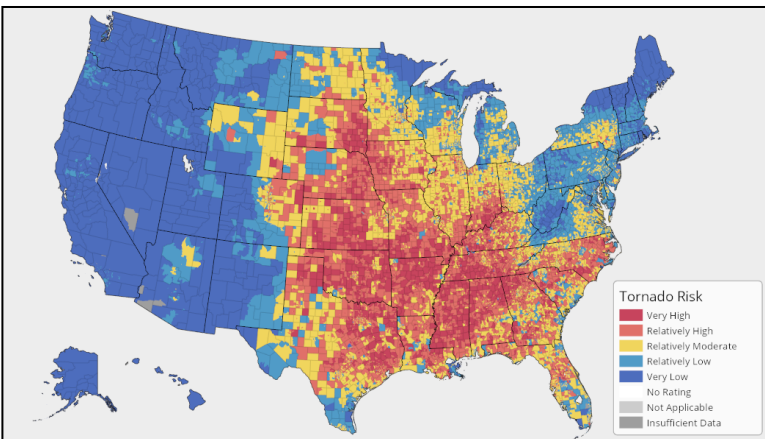 Tornado Risk
Very High
Relatively High
Relatively Moderate
Relatively Low
Very Low
No Rating
Not Applicable
Insufficient Data